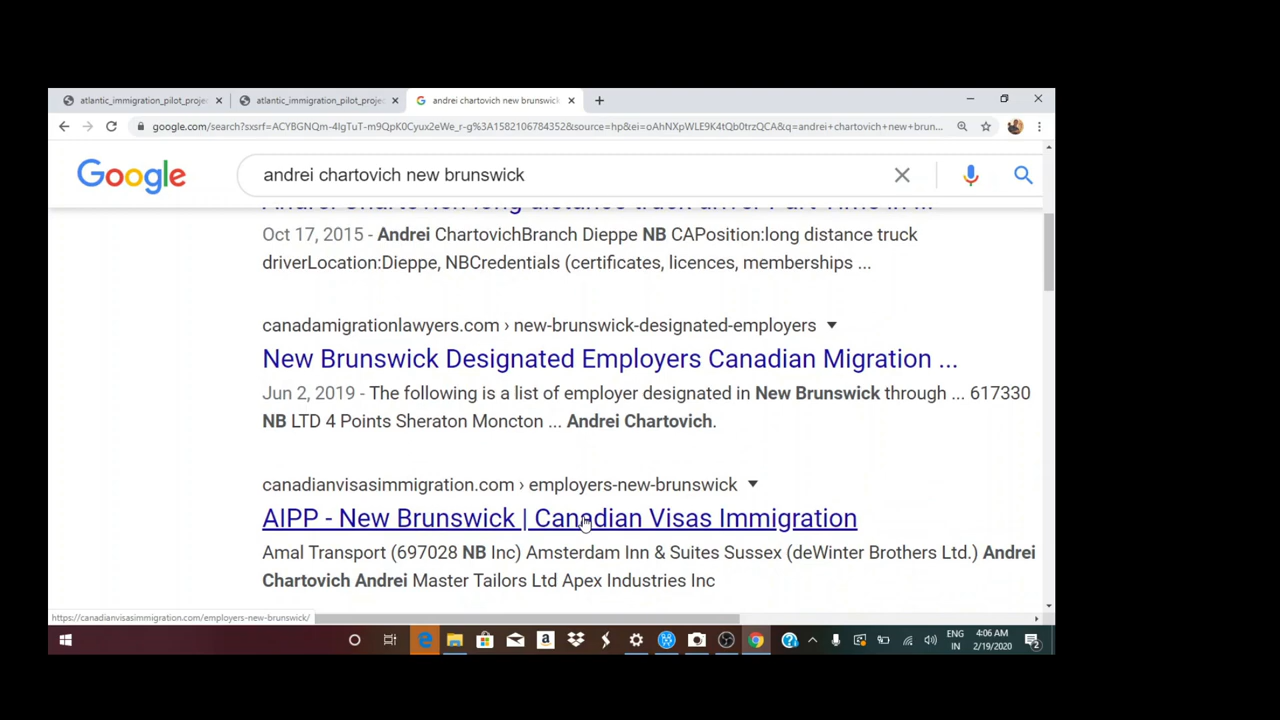 atlantic_immigration_pilot_proje
atlantic_immigration_pilot_proje
andrei chartovich new brunswick
google.com/search?sxsrf=ACYBGNQm-4IgTuT-m9QpK0Cyux2eWe_r-g%3A1582106784352&source=hp&ei=oAhNXpWLE9K4tQb0trzQCA&q=andrei+chartovich+new+brun...
Google
andrei chartovich new brunswick
Oct 17, 2015 - Andrei ChartovichBranch Dieppe NB CAPosition:long distance truck
driverLocation:Dieppe, NBCredentials (certificates, licences, memberships ...
canadamigrationlawyers.com › new-brunswick-designated-employers
New Brunswick Designated Employers Canadian Migration ...
Jun 2, 2019 - The following is a list of employer designated in New Brunswick through ... 617330
NB LTD 4 Points Sheraton Moncton ... Andrei Chartovich.
canadianvisasimmigration.com › employers-new-brunswick
AIPP - New Brunswick | Canadian Visas Immigration
Amal Transport (697028 NB Inc) Amsterdam Inn & Suites Sussex (deWinter Brothers Ltd.) Andrei
Chartovich Andrei Master Tailors Ltd Apex Industries Inc
https://canadianvisasimmigration.com/employers-new-brunswick/
ENG
IN
4:06 AM
2/19/2020
2